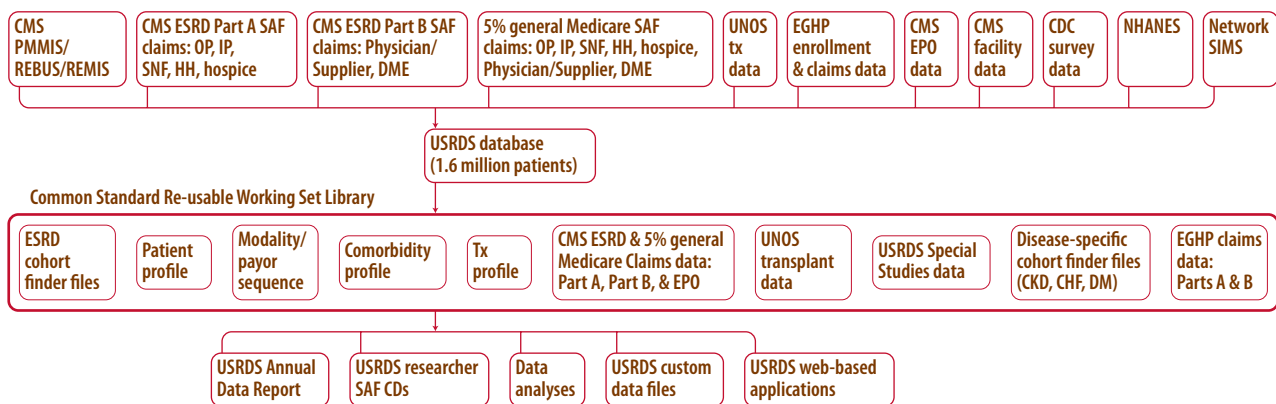 CMS
PMMIS/
REBUS/REMIS
CMS ESRD Part A SAF
claims: OP, IP,
SNF, HH, hospice
CMS ESRD Part B SAF
claims: Physician/
Supplier, DME
5% general Medicare SAF
claims: OP, IP, SNF, HH, hospice,
Physician/Supplier, DME
UNOS
tx
data
EGHP
enrollment
& claims data
CMS
EPO
data
CMS
facility
data
CDC
survey
data
NHANES
Network
SIMS
USRDS database
(1.6 million patients)
Common Standard Re-usable Working Set Library
ESRD
cohort
finder files
Patient
profile
Modality/
payor
sequence
Comorbidity
profile
Tx
profile
CMS ESRD & 5% general
Medicare Claims data:
Part A, Part B, & EPO
UNOS
transplant
data
USRDS Special
Studies data
Disease-specific
cohort finder files
(CKD, CHF, DM)
EGHP claims
data:
Parts A & B
USRDS Annual
Data Report
USRDS researcher
SAF CDs
Data
analyses
USRDS custom
data files
USRDS web-based
applications